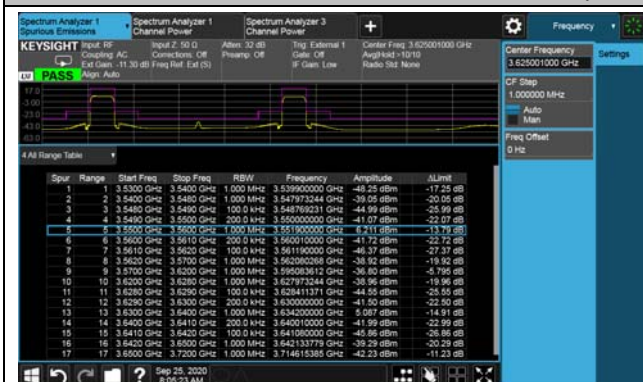 Spectrum Analyzer 1
Spurious Emissions
Spectrum Analyzer 1
Channel Power
Spectrum Analyzer 3
Channel Power
+
Frequency
KEYSIGHT
Input: RF
Coupling: AC
Ext Gain: -11.30 dB
Align: Auto
Input Z: 50 Ω
Corrections: Off
Freq Ref: Ext (S)
Atten: 32 dB
Preamp: Off
Trig: External 1
Gate: Off
IF Gain: Low
Center Freq: 3.625001000 GHz
Avg|Hold:>10/10
Radio Std: None
PASS
Center Frequency
3.625001000 GHz
Settings
CF Step
1.000000 MHz
Auto
Man
Freq Offset
0 Hz
17.0
-3.00
-23.0
-43.0
-63.0
4 All Range Table
Spur Range Start Freq Stop Freq RBW Frequency Amplitude ΔLimit
1 1 3.5300 GHz 3.5400 GHz 1.000 MHz 3.539900000 GHz -48.25 dBm -17.25 dB
2 2 3.5400 GHz 3.5480 GHz 1.000 MHz 3.547973244 GHz -39.05 dBm -20.05 dB
3 3 3.5480 GHz 3.5490 GHz 100.0 kHz 3.548769231 GHz -44.99 dBm -25.99 dB
4 4 3.5490 GHz 3.5500 GHz 200.0 kHz 3.550000000 GHz -41.07 dBm -22.07 dB
5 5 3.5500 GHz 3.5600 GHz 1.000 MHz 3.551900000 GHz 6.211 dBm -13.79 dB
6 6 3.5600 GHz 3.5610 GHz 200.0 kHz 3.560010000 GHz -41.72 dBm -22.72 dB
7 7 3.5610 GHz 3.5620 GHz 100.0 kHz 3.561190000 GHz -46.37 dBm -27.37 dB
8 8 3.5620 GHz 3.5700 GHz 1.000 MHz 3.562080268 GHz -38.92 dBm -19.92 dB
9 9 3.5700 GHz 3.6200 GHz 1.000 MHz 3.595083612 GHz -36.80 dBm -5.795 dB
10 10 3.6200 GHz 3.6280 GHz 1.000 MHz 3.627973244 GHz -38.96 dBm -19.96 dB
11 11 3.6280 GHz 3.6290 GHz 100.0 kHz 3.628411371 GHz -44.55 dBm -25.55 dB
12 12 3.6290 GHz 3.6300 GHz 200.0 kHz 3.630000000 GHz -41.50 dBm -22.50 dB
13 13 3.6300 GHz 3.6400 GHz 1.000 MHz 3.634200000 GHz 5.087 dBm -14.91 dB
14 14 3.6400 GHz 3.6410 GHz 200.0 kHz 3.640010000 GHz -41.99 dBm -22.99 dB
15 15 3.6410 GHz 3.6420 GHz 100.0 kHz 3.641080000 GHz -45.86 dBm -26.86 dB
16 16 3.6420 GHz 3.6500 GHz 1.000 MHz 3.642133779 GHz -39.29 dBm -20.29 dB
17 17 3.6500 GHz 3.7200 GHz 1.000 MHz 3.714615385 GHz -42.23 dBm -11.23 dB
?
Sep 25, 2020
8:05:23 AM